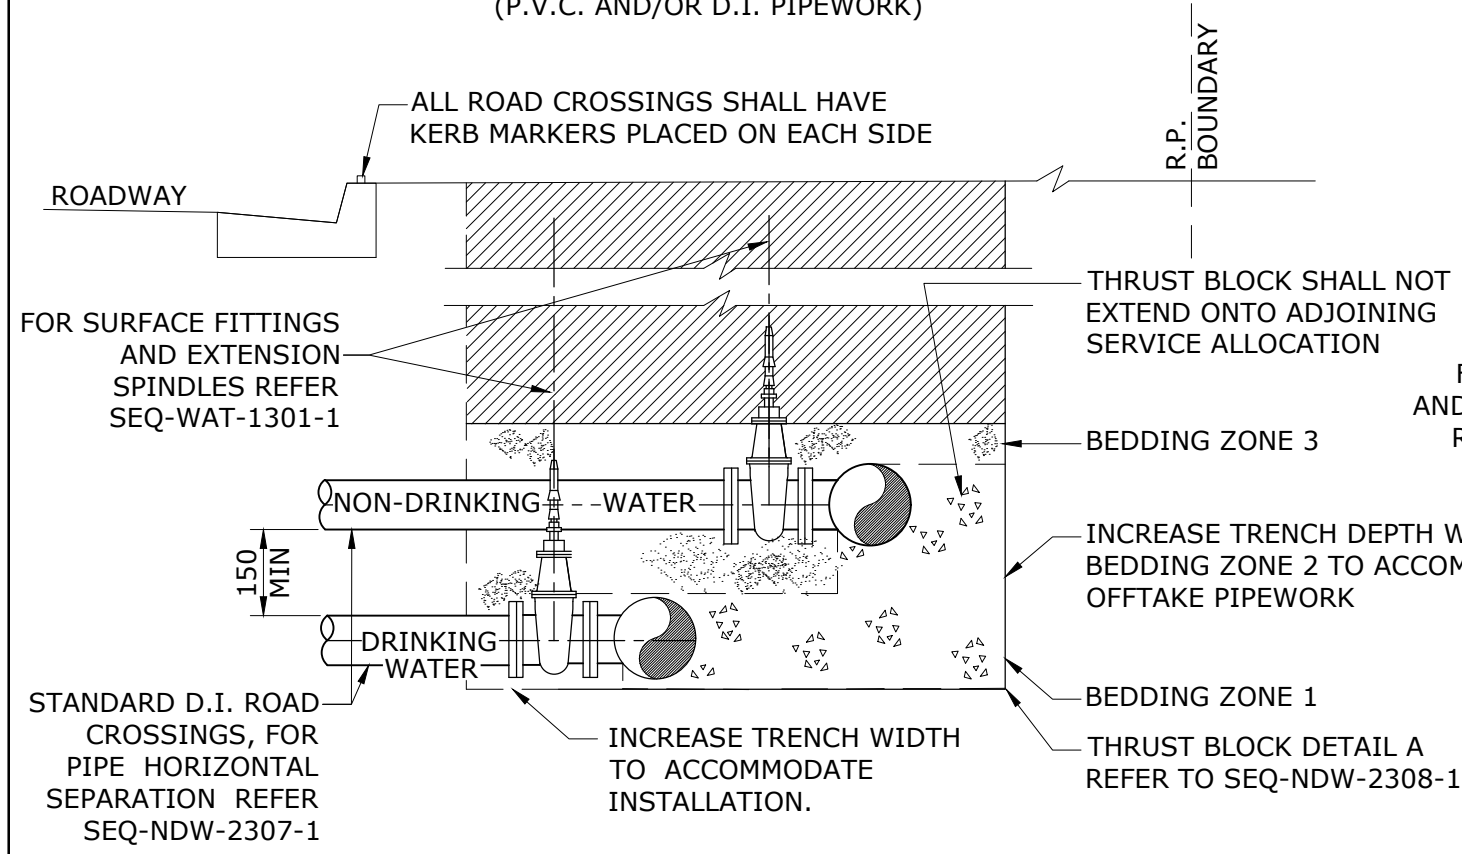 (P.V.C. AND/OR D.I. PIPEWORK)
ALL ROAD CROSSINGS SHALL HAVE
KERB MARKERS PLACED ON EACH SIDE
R.P.
BOUNDARY
ROADWAY
THRUST BLOCK SHALL NOT
EXTEND ONTO ADJOINING
SERVICE ALLOCATION
FOR SURFACE FITTINGS
AND EXTENSION
SPINDLES REFER
SEQ-WAT-1301-1
AND
BEDDING ZONE 3
NON-DRINKING WATER
150
MIN
INCREASE TRENCH DEPTH
BEDDING ZONE 2 TO
OFFTAKE PIPEWORK
DRINKING
WATER
STANDARD D.I. ROAD
CROSSINGS, FOR
PIPE HORIZONTAL
SEPARATION REFER
SEQ-NDW-2307-1
INCREASE TRENCH WIDTH
TO ACCOMMODATE
INSTALLATION.
BEDDING ZONE 1
THRUST BLOCK DETAIL A
REFER TO SEQ-NDW-2308-1